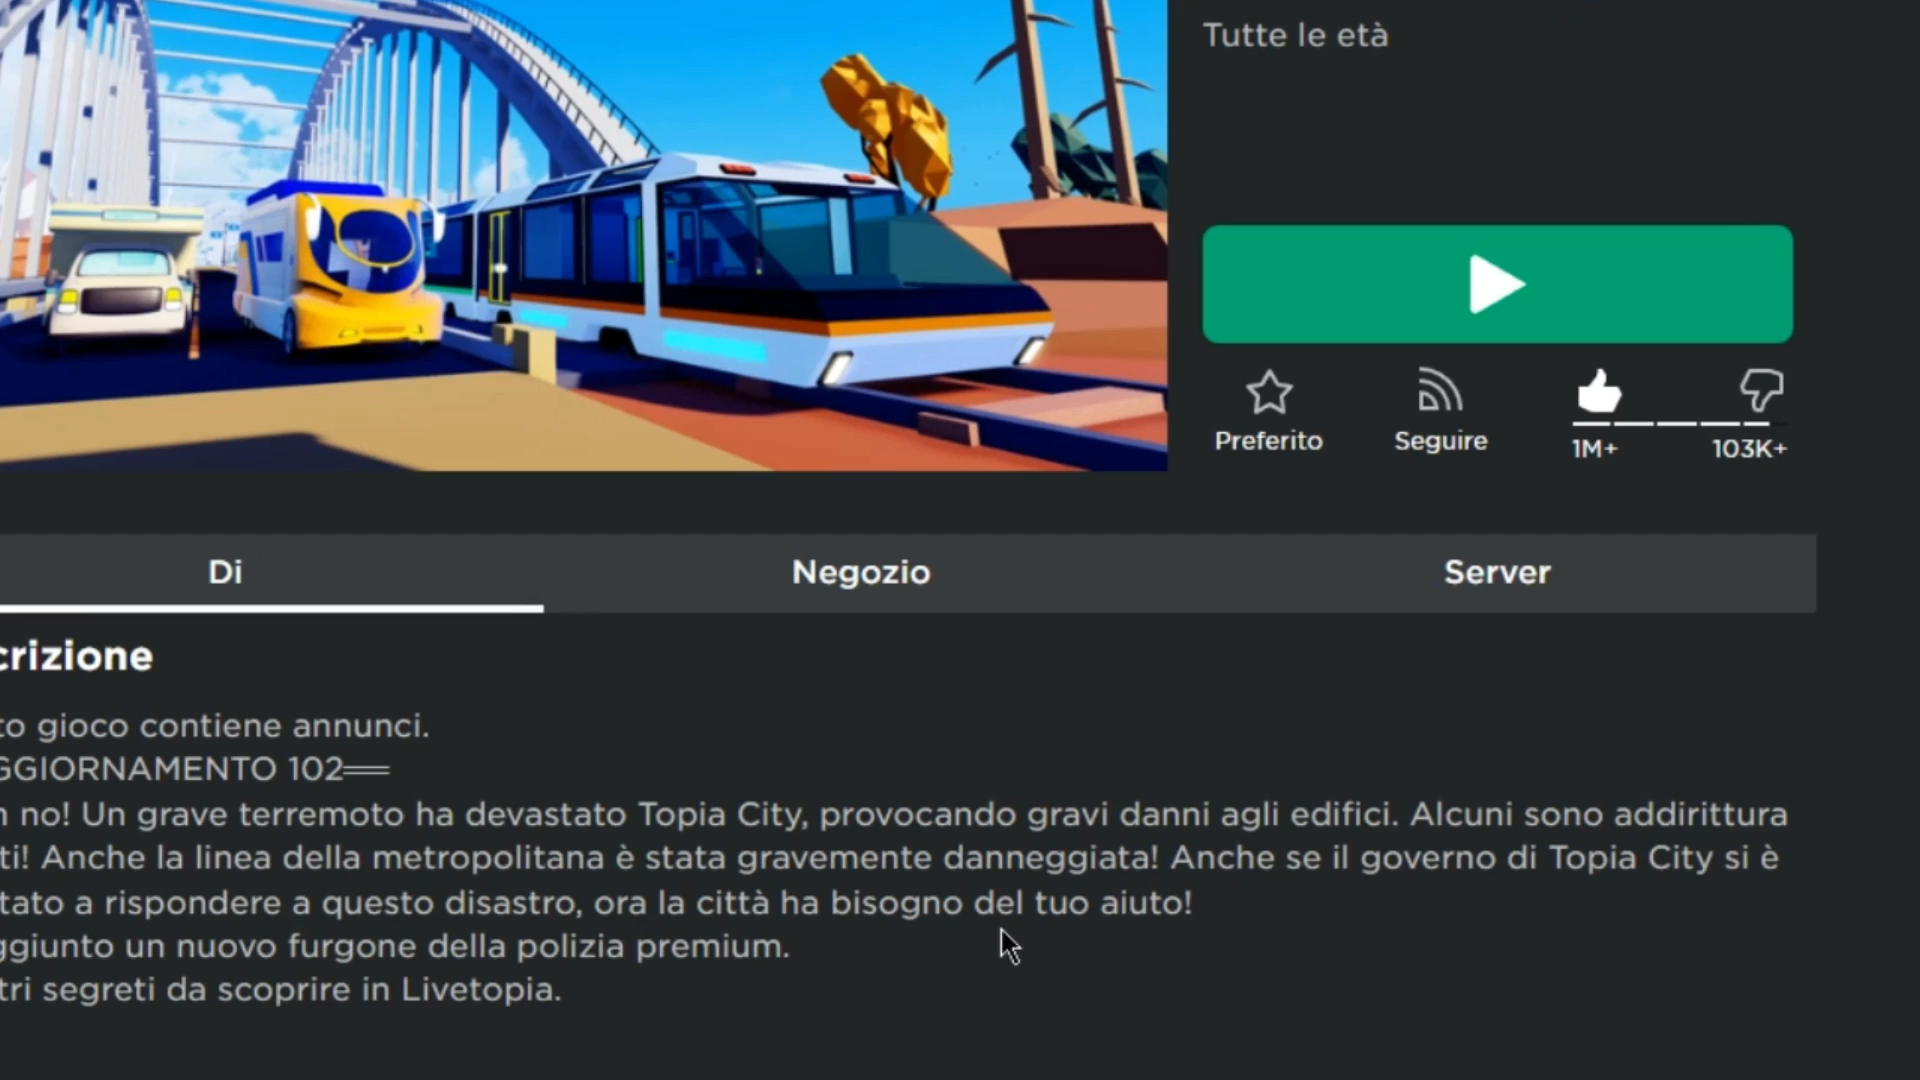 Tutte le età
Preferito
Seguire
1M+
103K+
Di
Negozio
Server
crizione
to gioco contiene annunci.
GGIORNAMENTO 102==
no! Un grave terremoto ha devastato Topia City, provocando gravi danni agli edifici. Alcuni sono addirittura
ti! Anche la linea della metropolitana è stata gravemente danneggiata! Anche se il governo di Topia City si è
tato a rispondere a questo disastro, ora la città ha bisogno del tuo aiuto!
ggiunto un nuovo furgone della polizia premium.
tri segreti da scoprire in Livetopia.